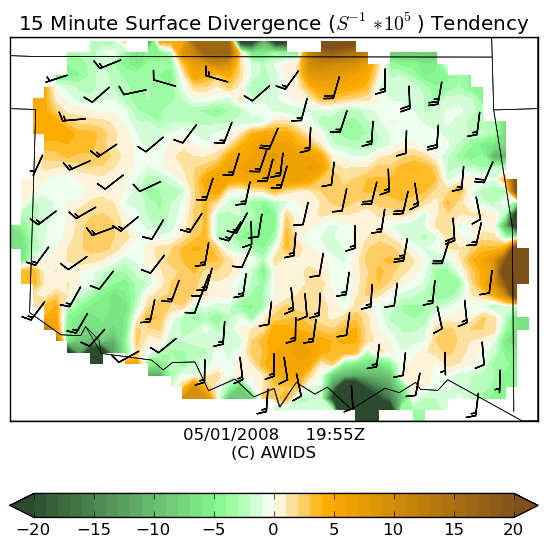 15 Minute Surface Divergence (S⁻¹ *10⁵ ) Tendency
05/01/2008 19:55Z
(C) AWIDS
−20 −15 −10 −5 0 5 10 15 20